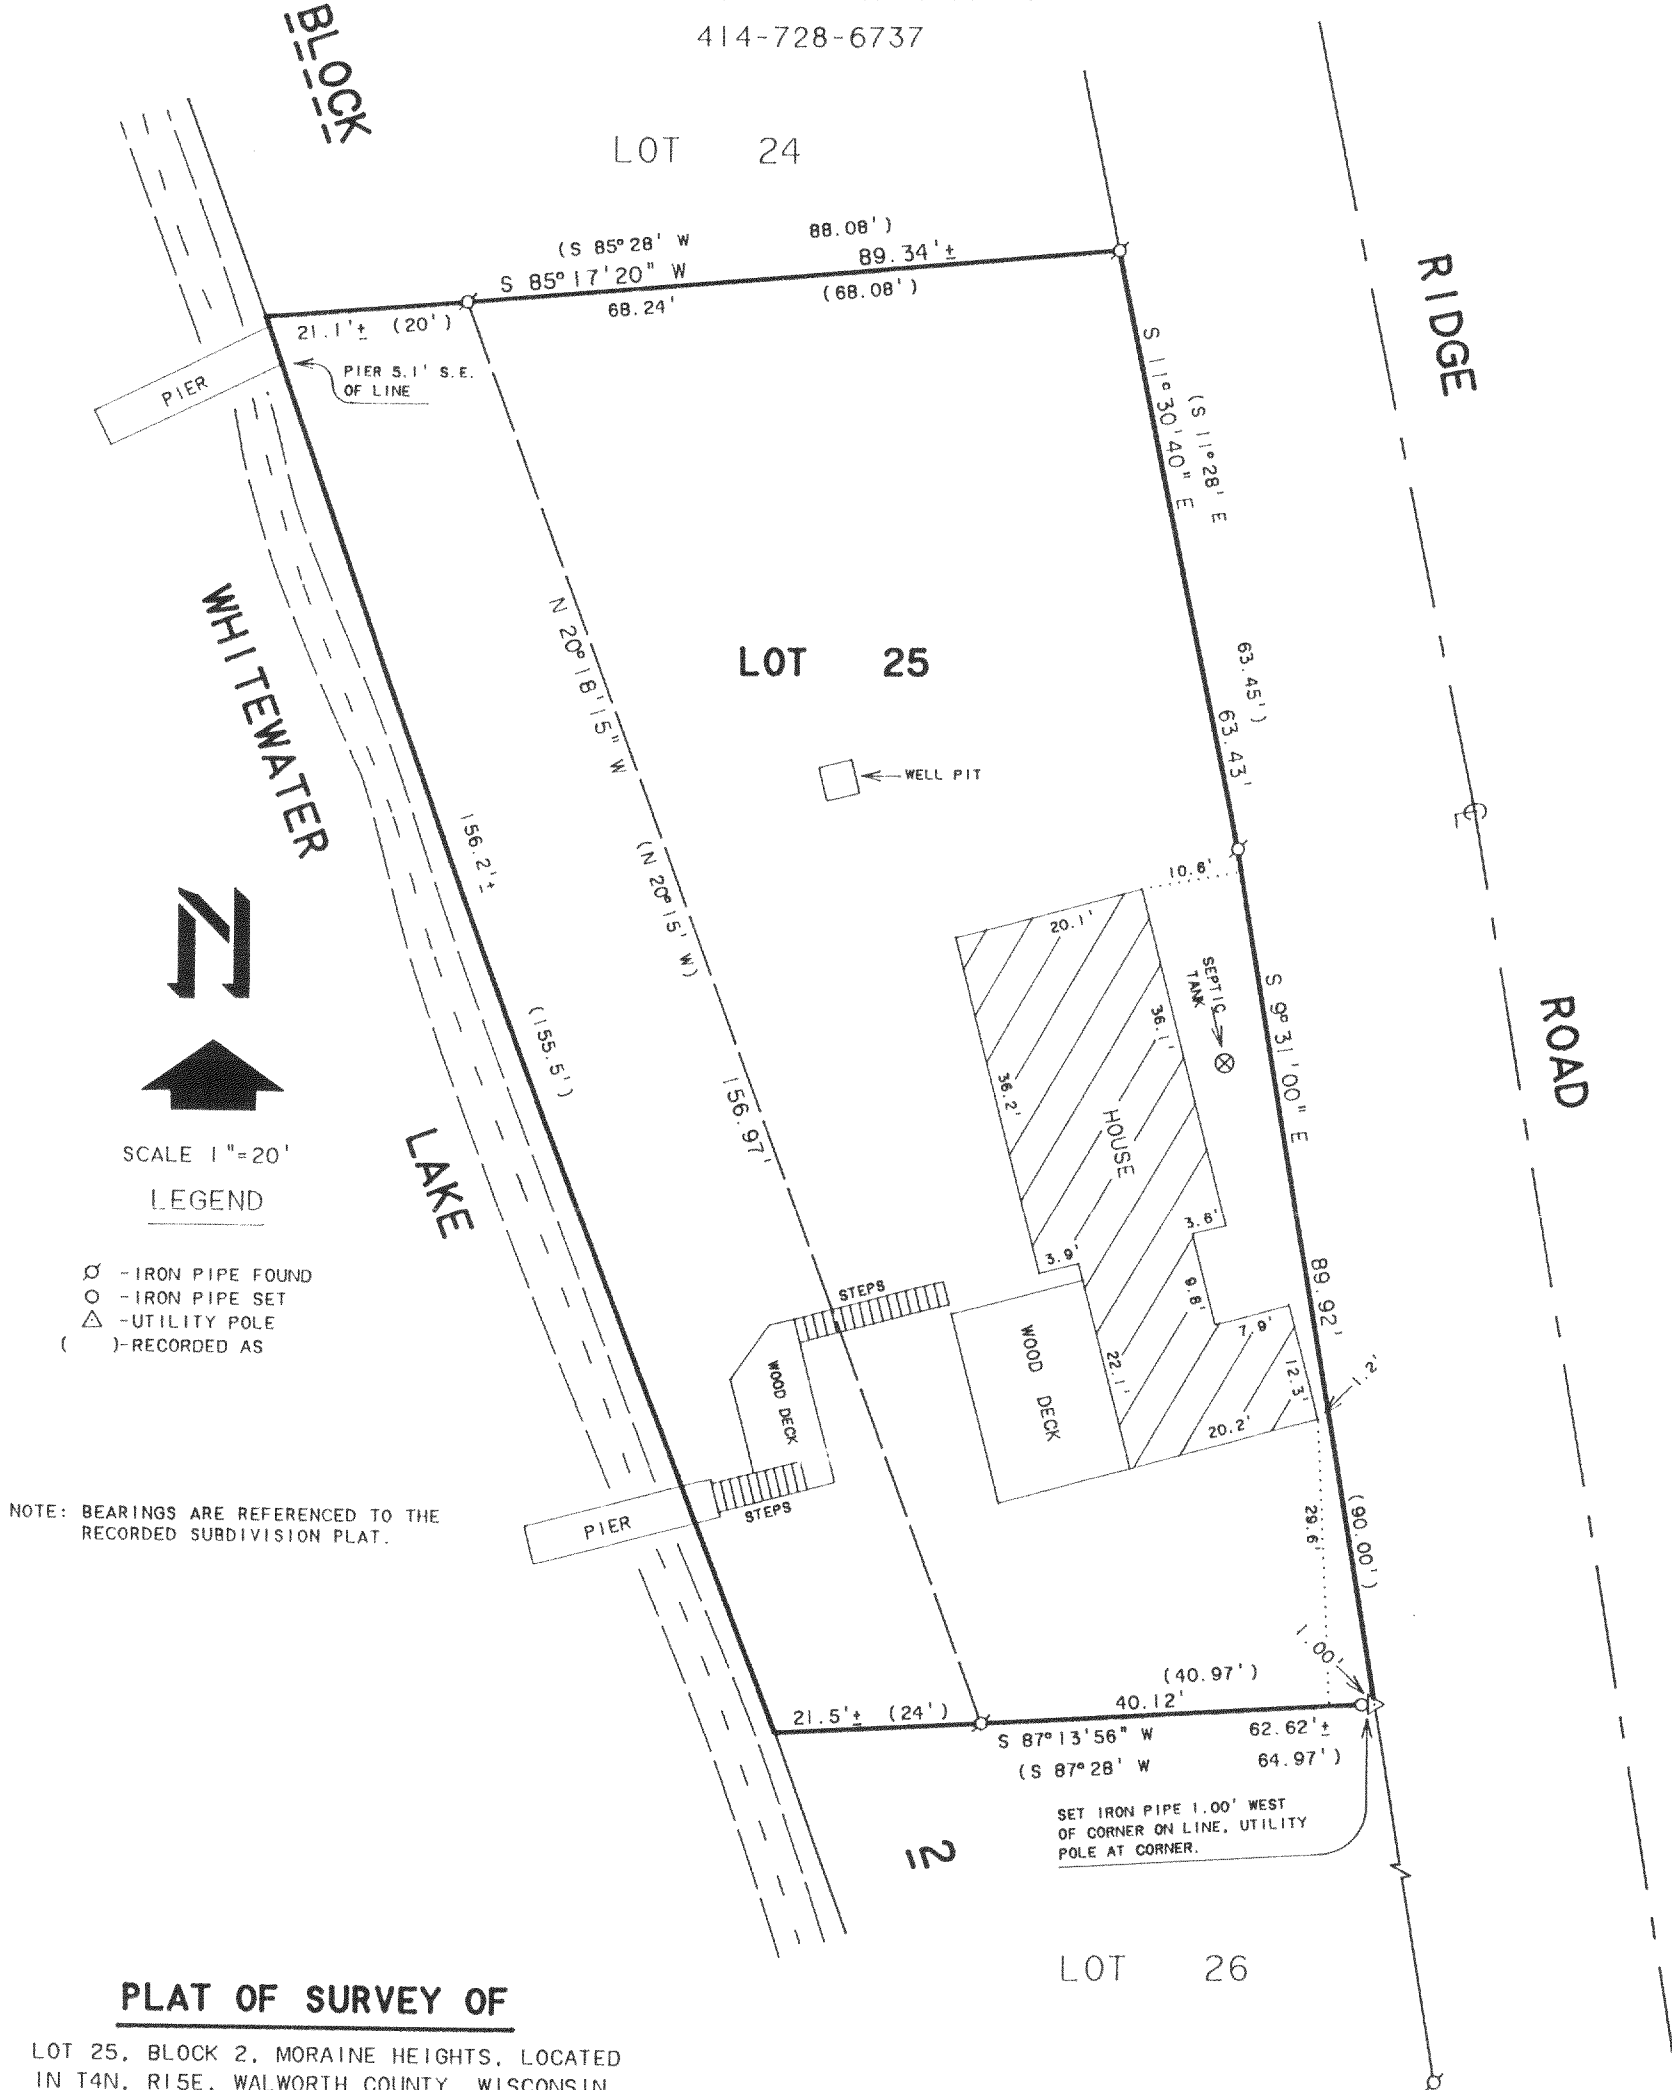 414-728-6737
BLOCK
LOT 24
(S 85°28' W 88.08')
S 85°17'20" W 89.34'±
68.24' (68.08')
21.1'± (20')
PIER
PIER 5.1' S.E.
OF LINE
RIDGE
S 11°30'40" E
(S 11°28' E
63.45')
63.43'
WHITEWATER
N 20°18'15" W
(N 20°15' W)
LOT 25
WELL PIT
156.2'±
(155.5')
156.97'
10.6'
20.1'
36.1'
36.2'
HOUSE
SEPTIC
TANK
S 9°31'00" E
89.92'
(90.00')
ROAD
SCALE 1"=20'
LEGEND
-IRON PIPE FOUND
-IRON PIPE SET
-UTILITY POLE
( )-RECORDED AS
LAKE
3.6'
3.9'
9.8'
7.9'
22.1'
12.3'
20.2'
1.2'
STEPS
WOOD DECK
WOOD DECK
STEPS
PIER
NOTE: BEARINGS ARE REFERENCED TO THE
RECORDED SUBDIVISION PLAT.
29.6'
1.00'
(40.97')
40.12'
21.5'± (24')
S 87°13'56" W 62.62'±
(S 87°28' W 64.97')
SET IRON PIPE 1.00' WEST
OF CORNER ON LINE, UTILITY
POLE AT CORNER.
2
LOT 26
PLAT OF SURVEY OF
LOT 25, BLOCK 2, MORAINE HEIGHTS, LOCATED
IN T4N, R15E, WALWORTH COUNTY WISCONSIN